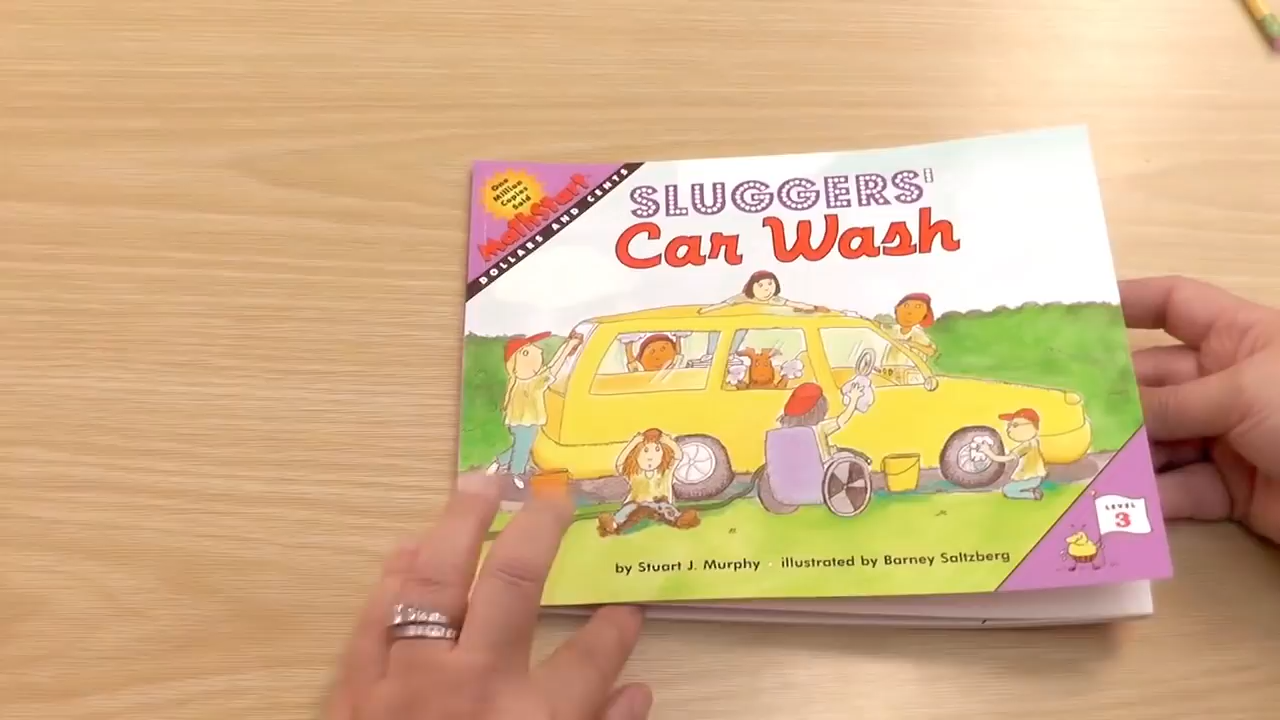 One
Million
Copies
Sold
MathStart
DOLLARS AND CENTS
SLUGGERS'
Car Wash
LEVEL
3
by Stuart J. Murphy · illustrated by Barney Saltzberg